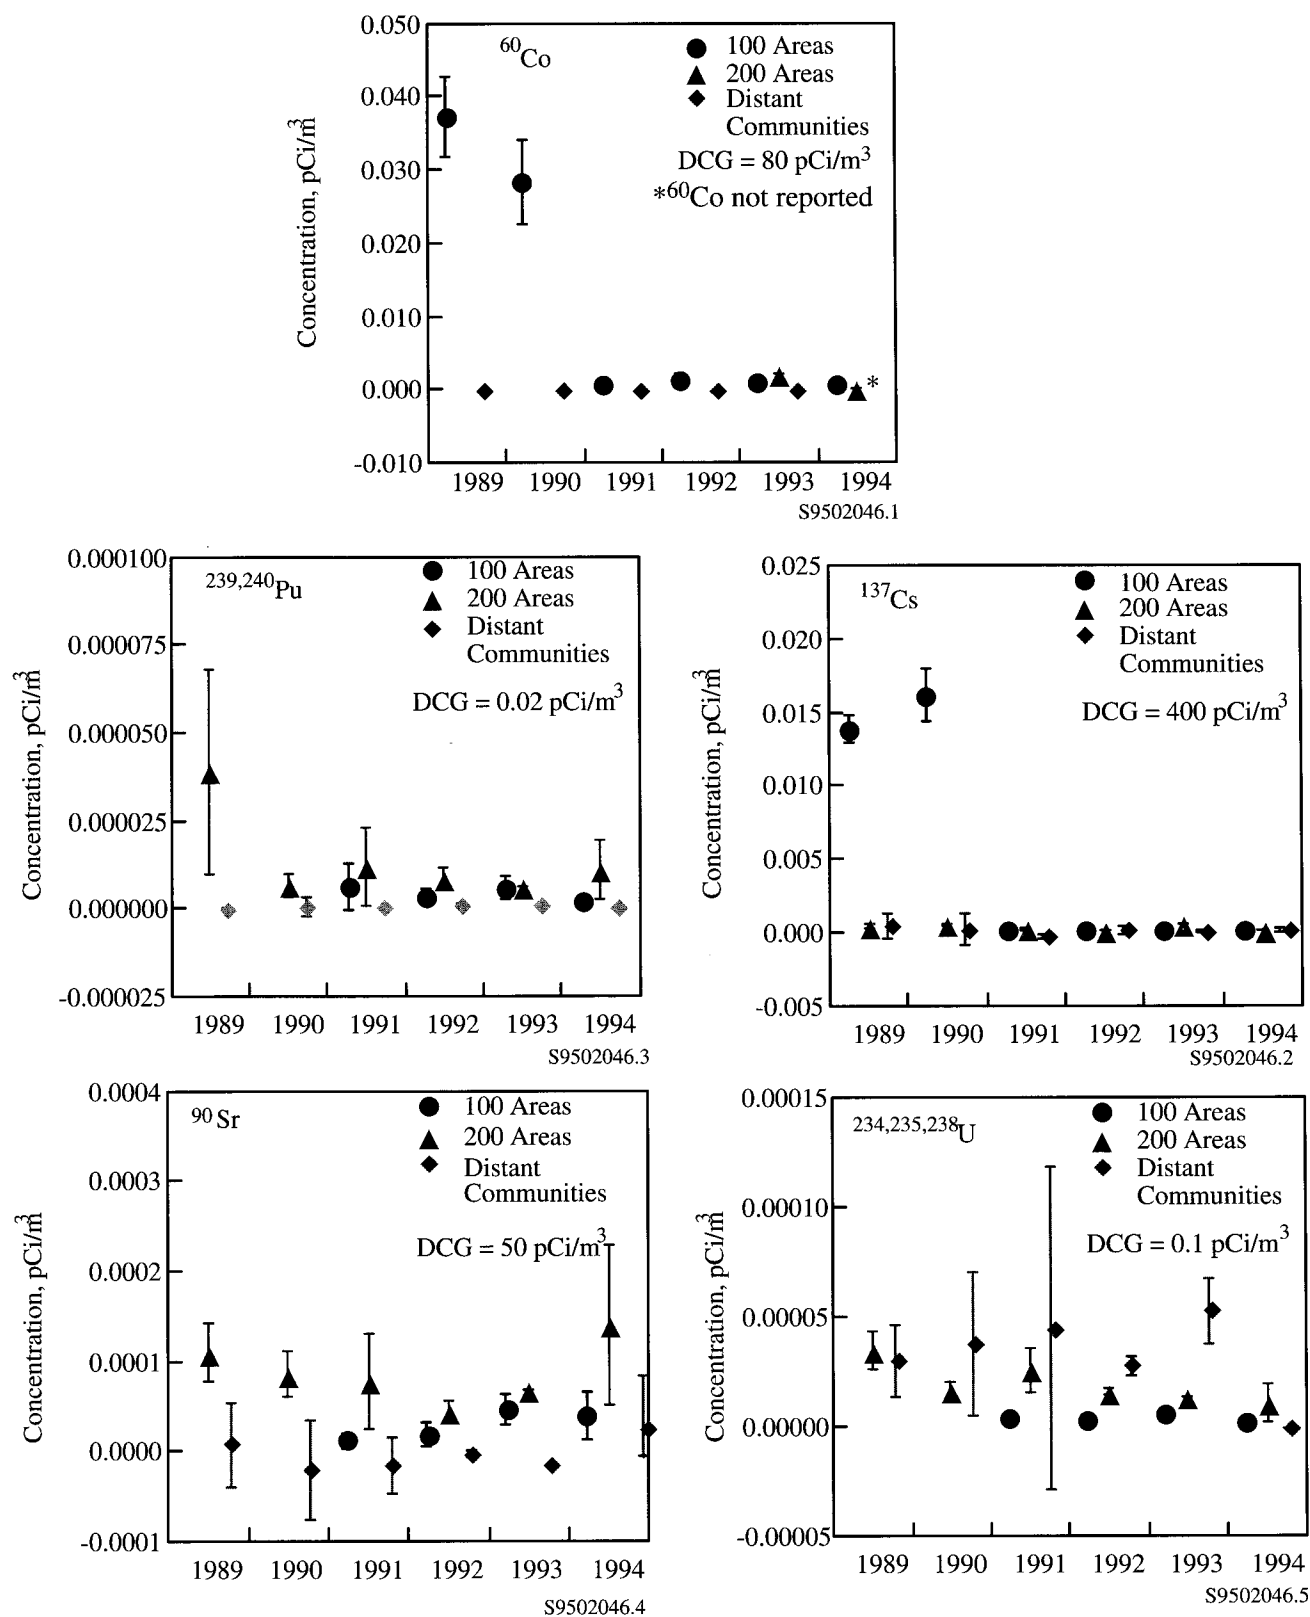 0.050
0.040
0.030
0.020
0.010
0.000
-0.010
Concentration, pCi/m³
⁶⁰Co
100 Areas
200 Areas
Distant
Communities
DCG = 80 pCi/m³
*⁶⁰Co not reported
*
1989 1990 1991 1992 1993 1994
S9502046.1
0.000100
0.000075
0.000050
0.000025
0.000000
-0.000025
Concentration, pCi/m³
²³⁹,²⁴⁰Pu
100 Areas
200 Areas
Distant
Communities
DCG = 0.02 pCi/m³
1989 1990 1991 1992 1993 1994
S9502046.3
0.025
0.020
0.015
0.010
0.005
0.000
-0.005
Concentration, pCi/m³
¹³⁷Cs
100 Areas
200 Areas
Distant
Communities
DCG = 400 pCi/m³
1989 1990 1991 1992 1993 1994
S9502046.2
0.0004
0.0003
0.0002
0.0001
0.0000
-0.0001
Concentration, pCi/m³
⁹⁰Sr
100 Areas
200 Areas
Distant
Communities
DCG = 50 pCi/m³
1989 1990 1991 1992 1993 1994
S9502046.4
0.00015
0.00010
0.00005
0.00000
-0.00005
Concentration, pCi/m³
²³⁴,²³⁵,²³⁸U
100 Areas
200 Areas
Distant
Communities
DCG = 0.1 pCi/m³
1989 1990 1991 1992 1993 1994
S9502046.5